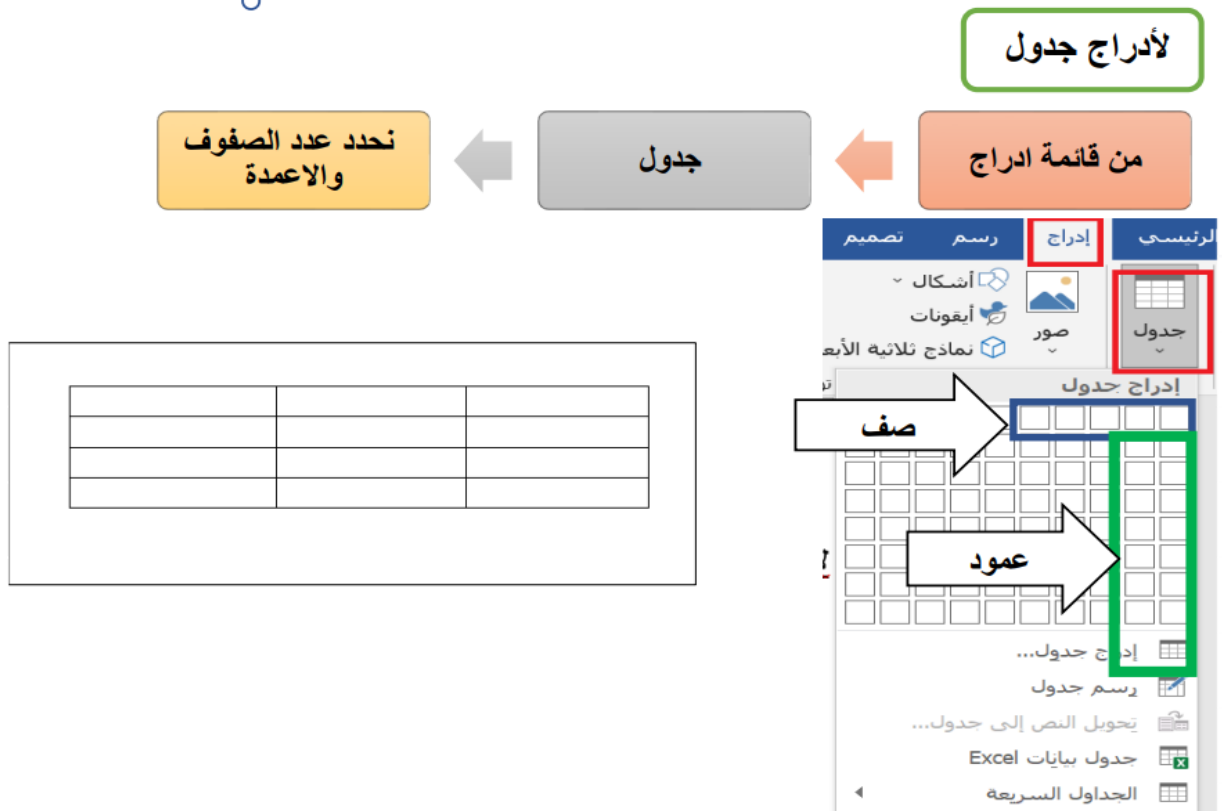 لأدراج جدول
من قائمة ادراج
جدول
نحدد عدد الصفوف
والاعمدة
الرئيسي
إدراج
رسم
تصميم
جدول
صور
أشكال
أيقونات
نماذج ثلاثية الأبعا
إدراج جدول
صف
عمود
إدراج جدول...
رسم جدول
تحويل النص إلى جدول...
جدول بيانات Excel
الجداول السريعة